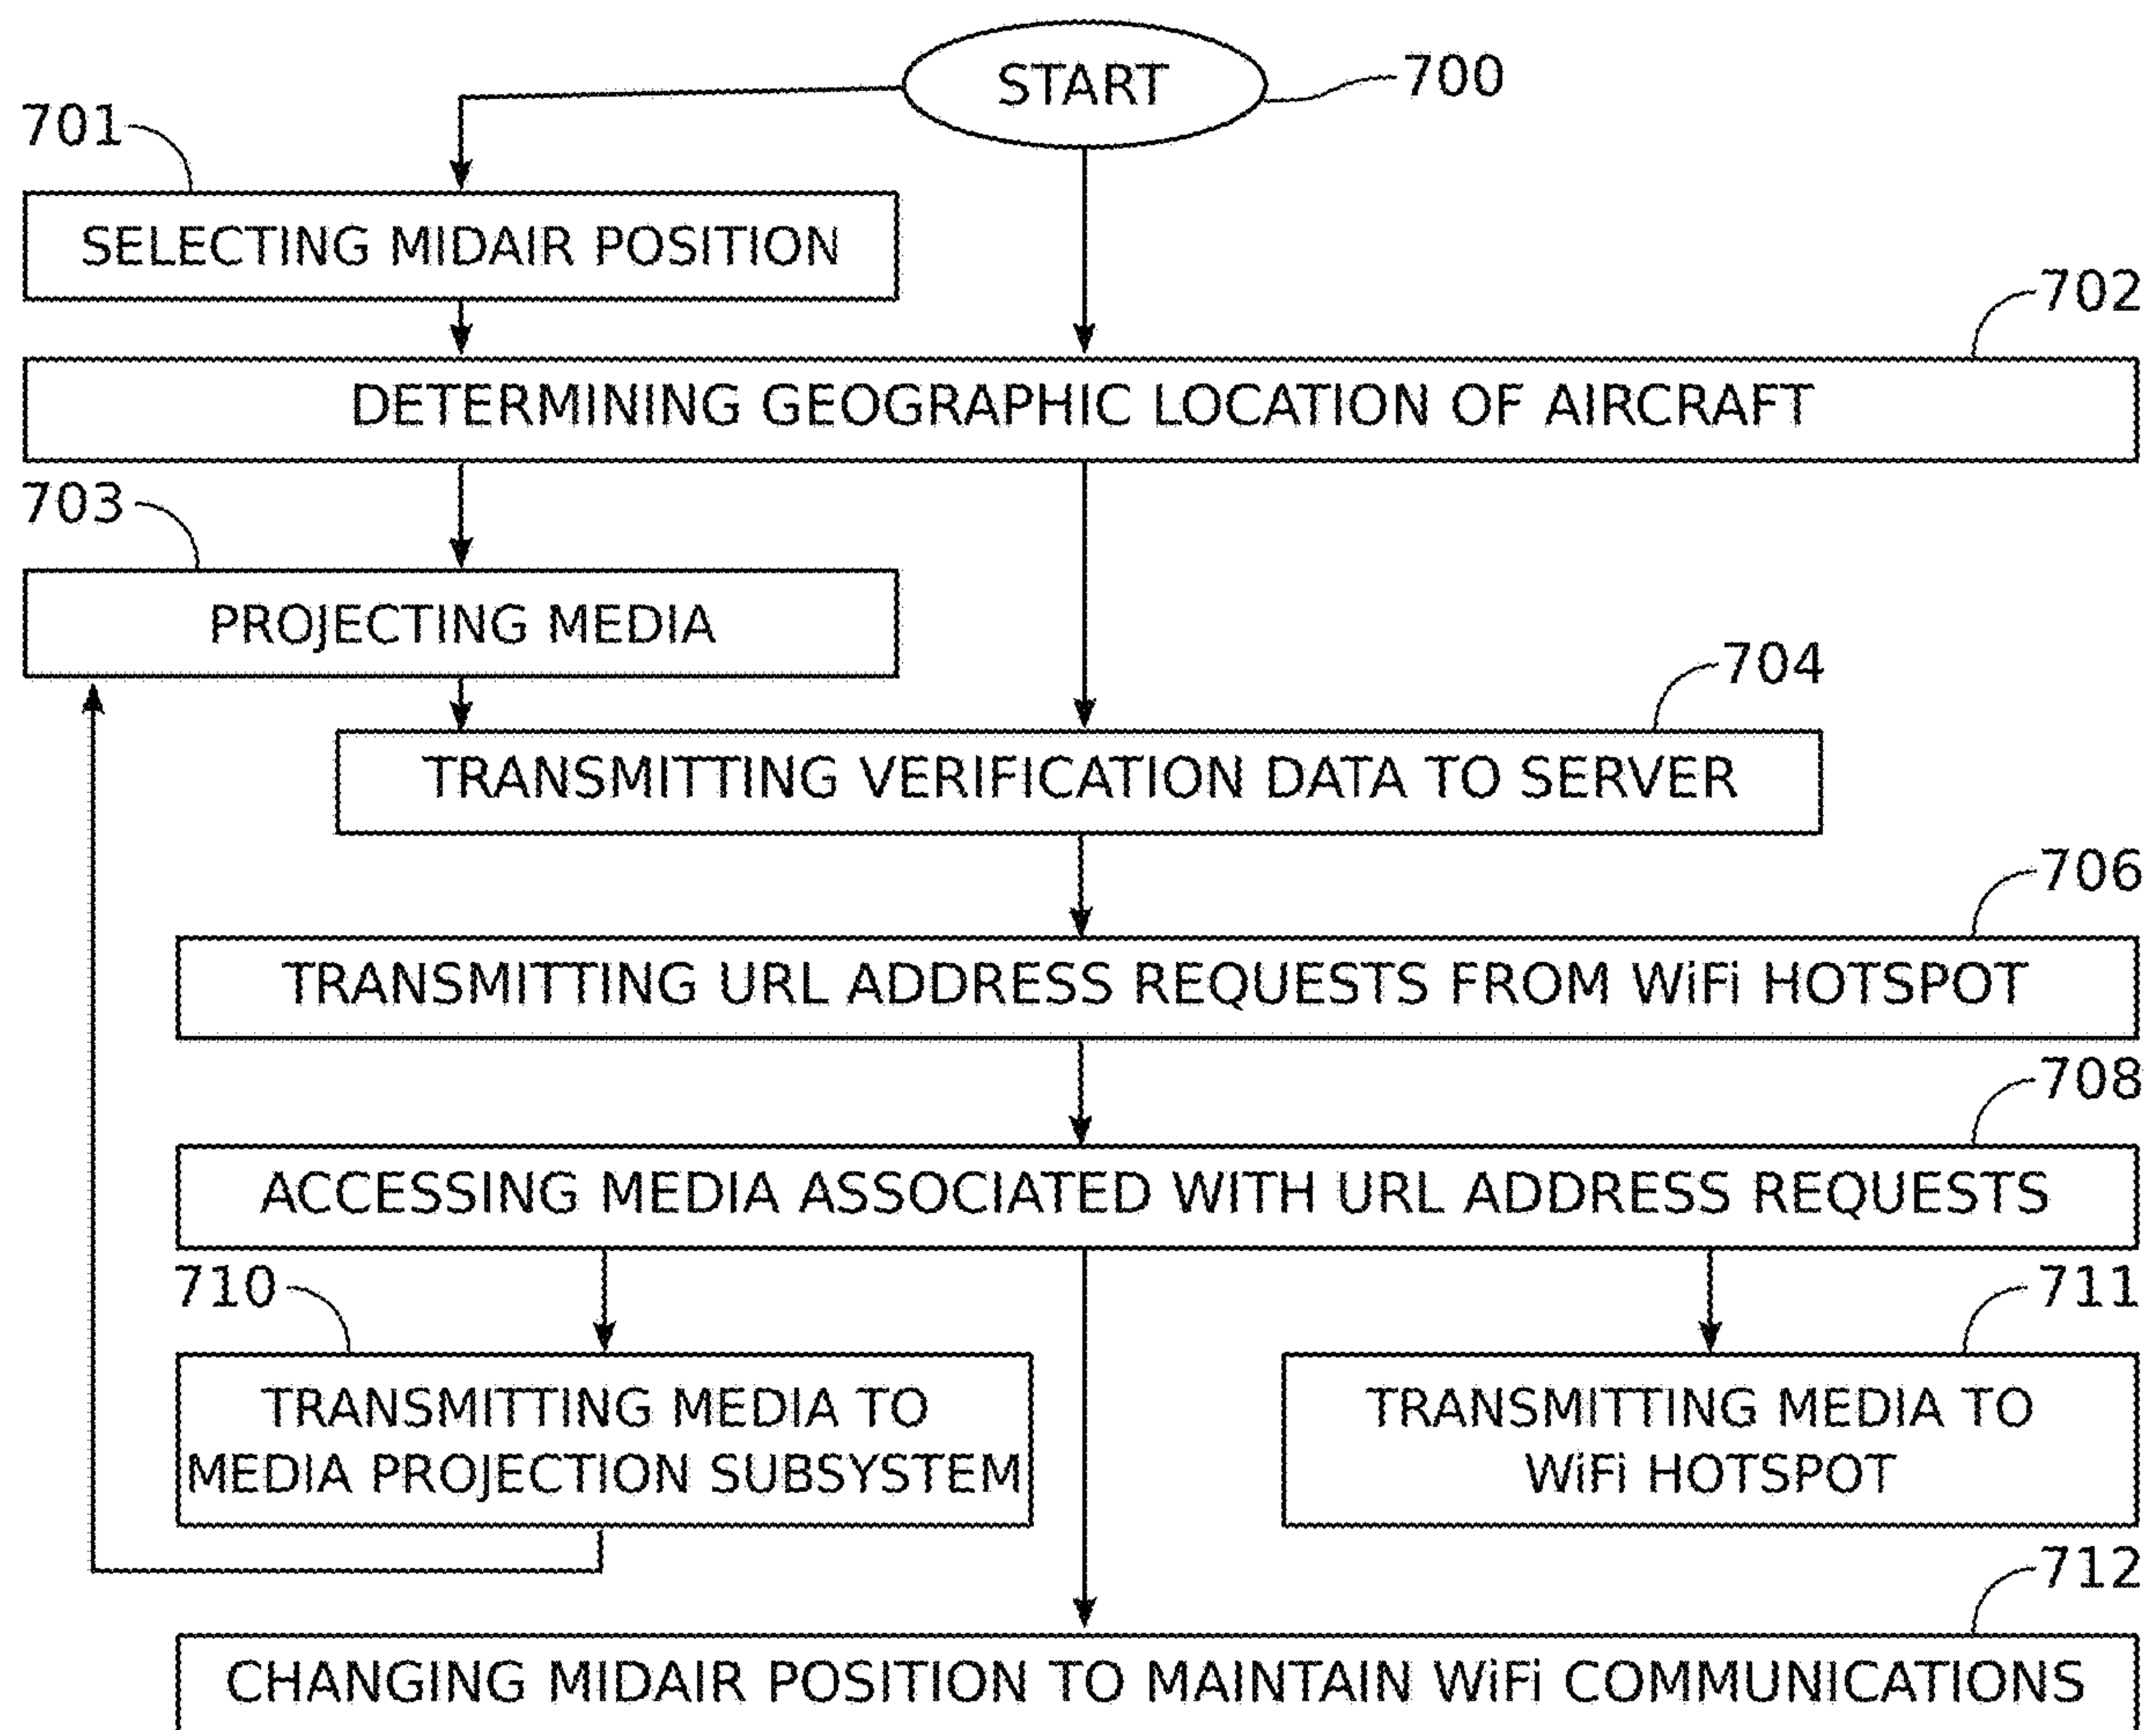 START
700
701
SELECTING MIDAIR POSITION
702
DETERMINING GEOGRAPHIC LOCATION OF AIRCRAFT
703
PROJECTING MEDIA
704
TRANSMITTING VERIFICATION DATA TO SERVER
706
TRANSMITTING URL ADDRESS REQUESTS FROM WiFi HOTSPOT
708
ACCESSING MEDIA ASSOCIATED WITH URL ADDRESS REQUESTS
710
TRANSMITTING MEDIA TO
MEDIA PROJECTION SUBSYSTEM
711
TRANSMITTING MEDIA TO
WiFi HOTSPOT
712
CHANGING MIDAIR POSITION TO MAINTAIN WiFi COMMUNICATIONS